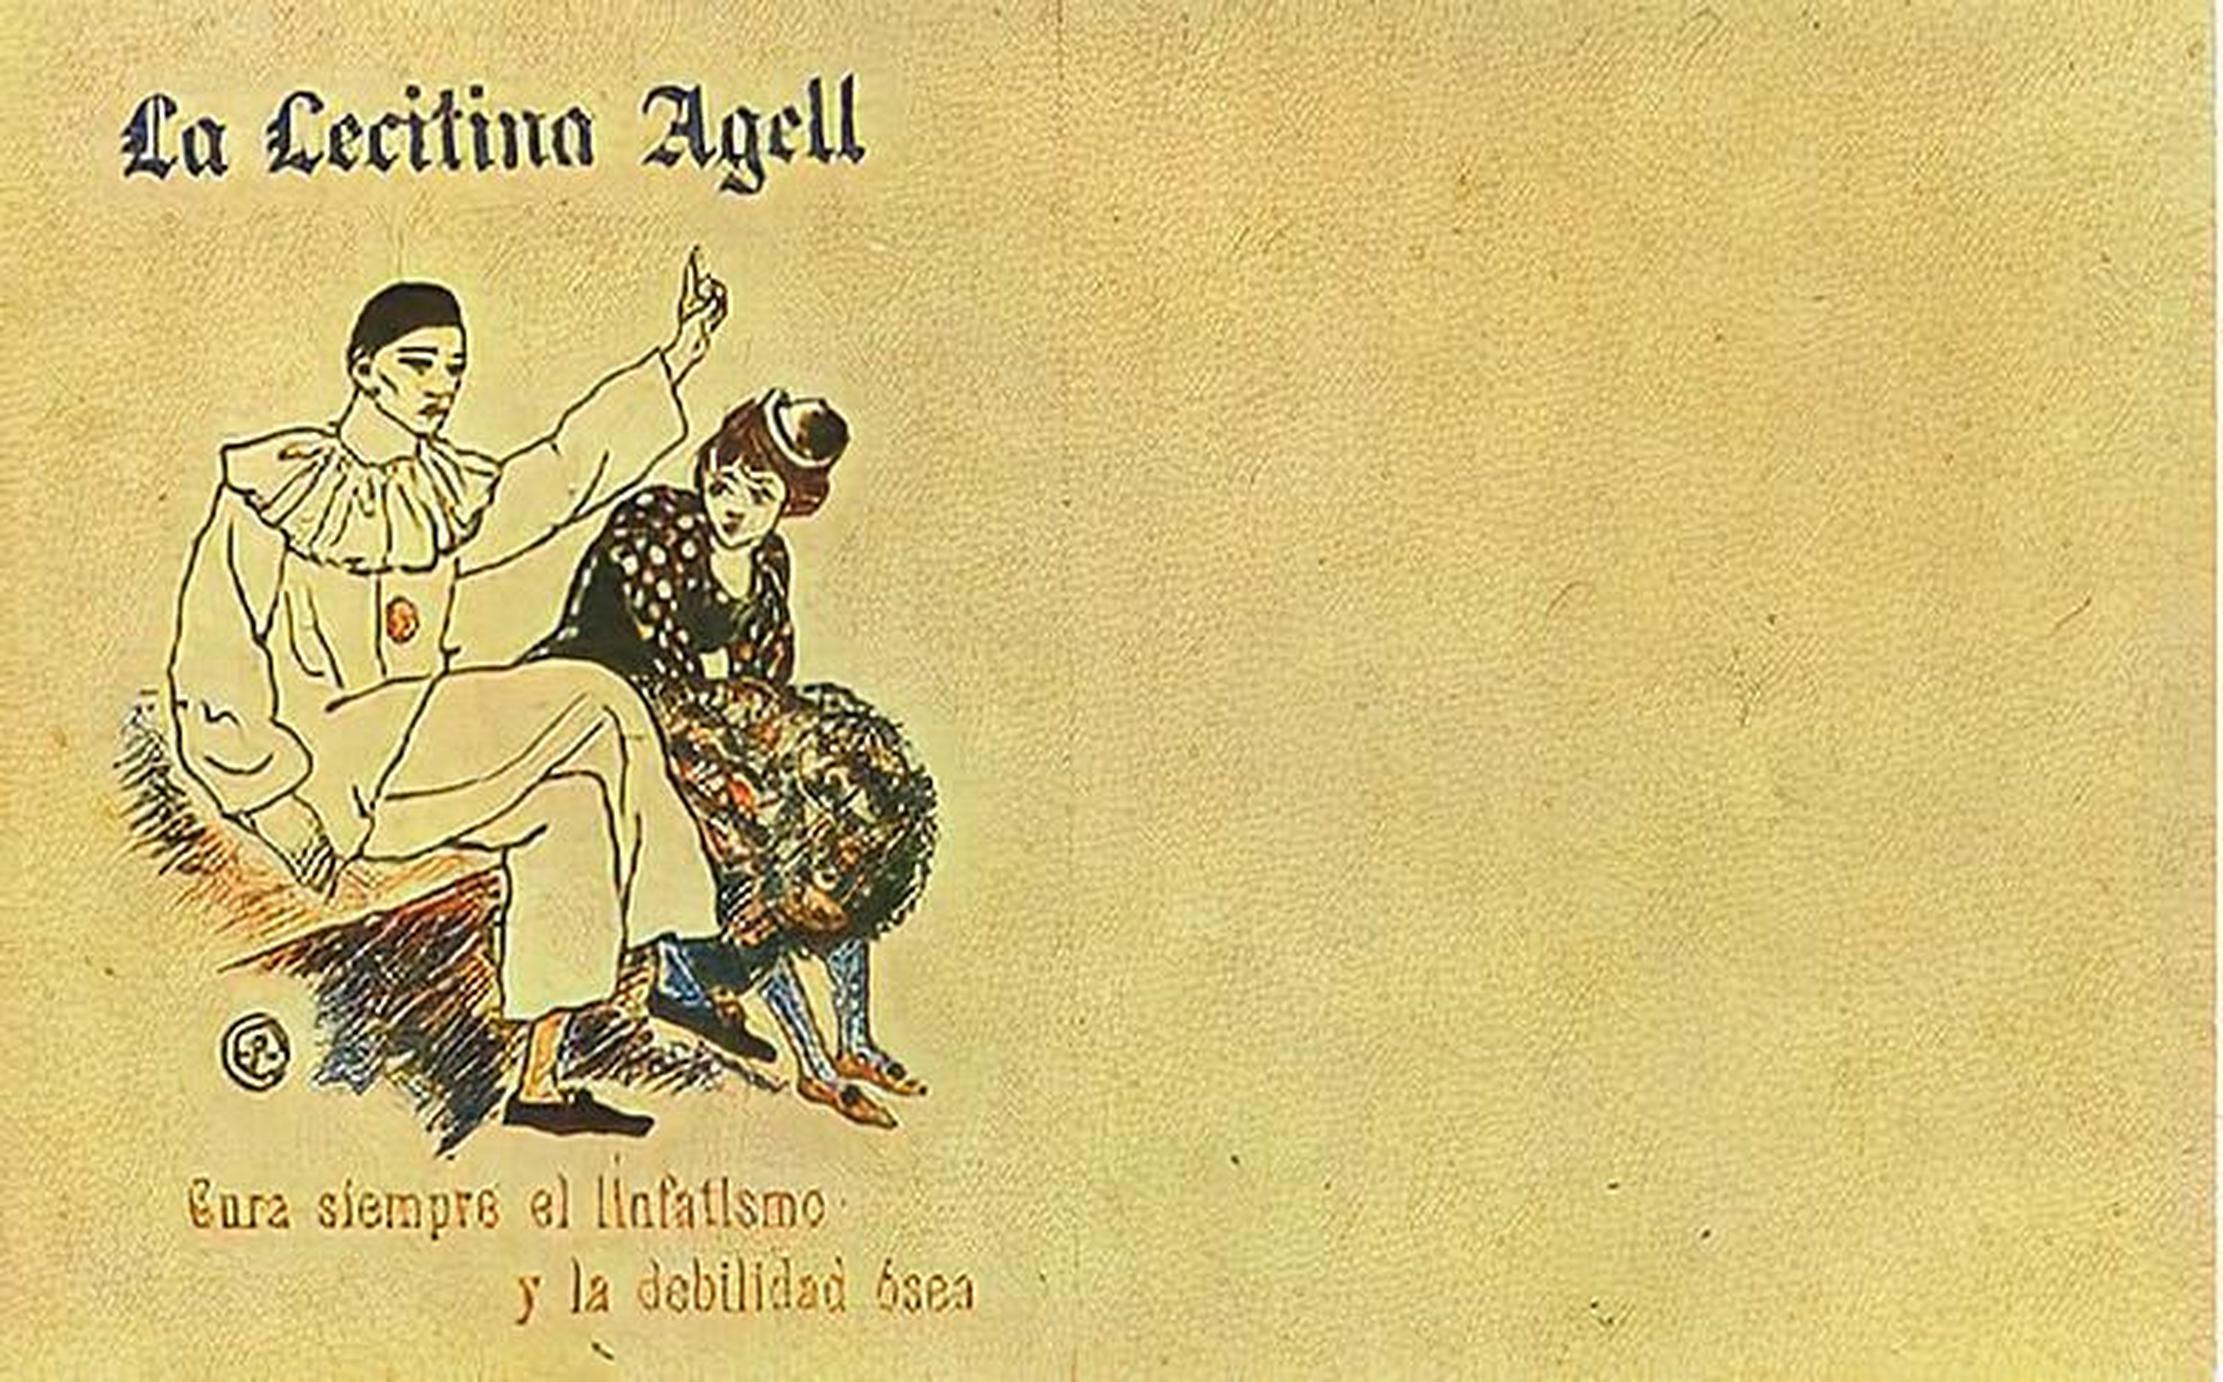 La Lecitina Agell
Cura siempre el linfatismo
y la debilidad ósea